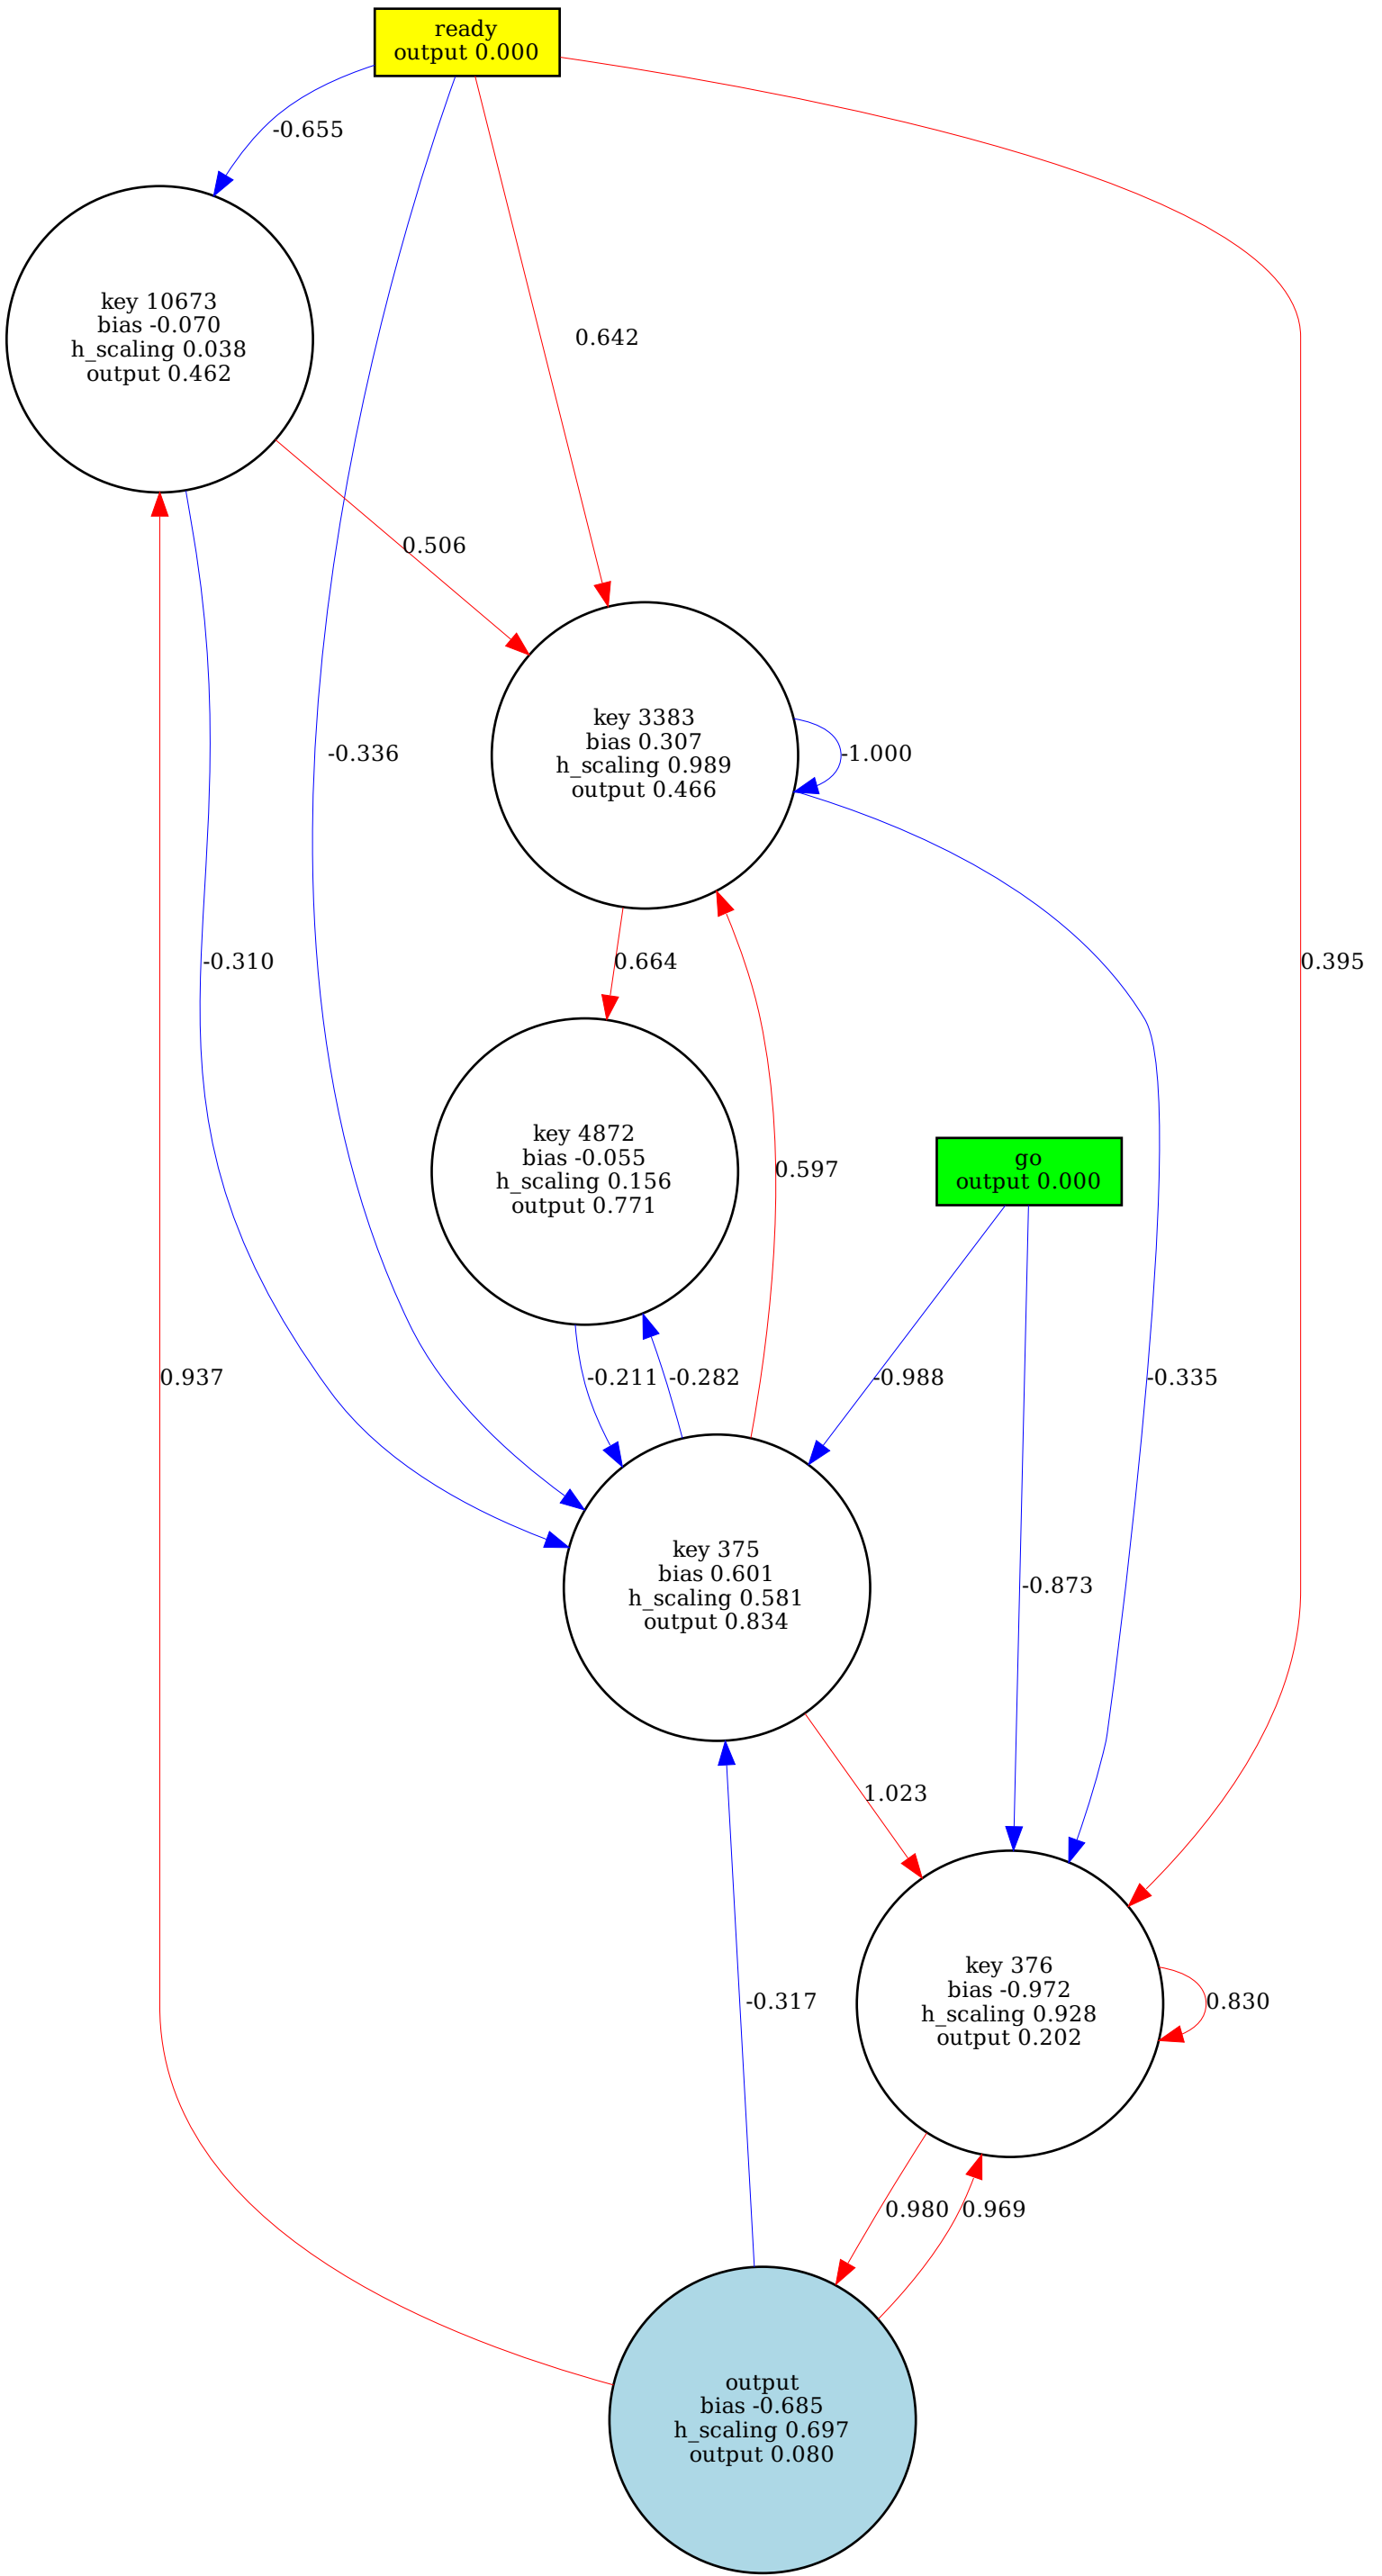 ready
output 0.000
-0.655
key 10673
bias -0.070
h_scaling 0.038
output 0.462
0.642
0.506
key 3383
bias 0.307
h_scaling 0.989
output 0.466
-1.000
-0.336
-0.310
0.664
0.395
key 4872
bias -0.055
h_scaling 0.156
output 0.771
0.597
go
output 0.000
0.937
-0.211
-0.282
-0.988
-0.335
key 375
bias 0.601
h_scaling 0.581
output 0.834
-0.873
1.023
key 376
bias -0.972
h_scaling 0.928
output 0.202
0.830
-0.317
0.980
0.969
output
bias -0.685
h_scaling 0.697
output 0.080